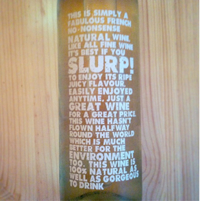 THIS IS SIMPLY A
FABULOUS FRENCH
NO-NONSENSE
NATURAL WINE.
LIKE ALL FINE WINE
IT'S BEST IF YOU
SLURP!
TO ENJOY ITS RIPE
JUICY FLAVOUR.
EASILY ENJOYED
ANYTIME, JUST A
GREAT WINE
FOR A GREAT PRICE.
THIS WINE HASN'T
FLOWN HALFWAY
ROUND THE WORLD
WHICH IS MUCH
BETTER FOR THE
ENVIRONMENT
TOO. THIS WINE IS
100% NATURAL AS
WELL AS GORGEOUS
TO DRINK